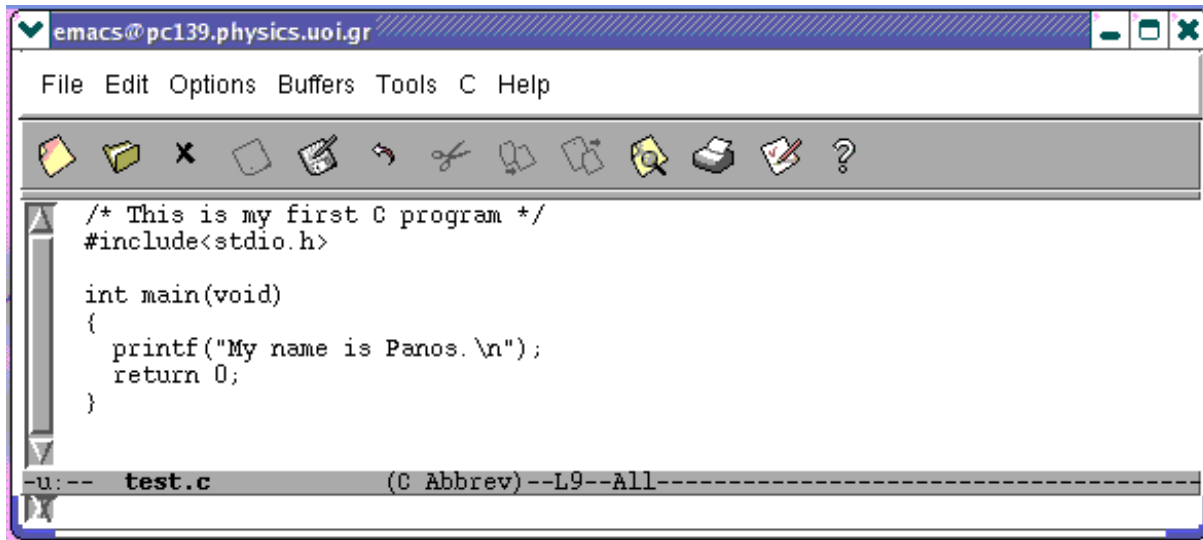 emacs@pc139.physics.uoi.gr
File Edit Options Buffers Tools C Help
/* This is my first C program */
#include<stdio.h>
int main(void)
{
  printf("My name is Panos.\n");
  return 0;
}
-u:-- test.c (C Abbrev)--L9--All--------------------------------------